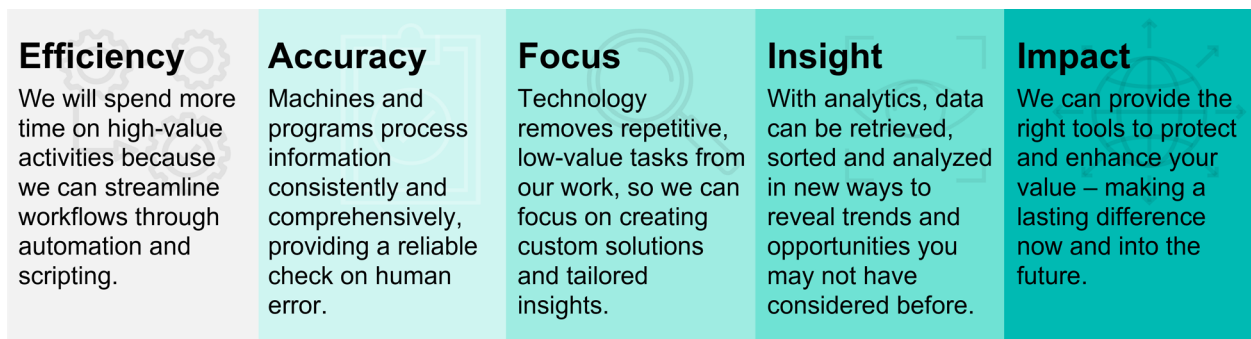 Efficiency
We will spend more
time on high-value
activities because
we can streamline
workflows through
automation and
scripting.
Accuracy
Machines and
programs process
information
consistently and
comprehensively,
providing a reliable
check on human
error.
Focus
Technology
removes repetitive,
low-value tasks from
our work, so we can
focus on creating
custom solutions
and tailored
insights.
Insight
With analytics, data
can be retrieved,
sorted and analyzed
in new ways to
reveal trends and
opportunities you
may not have
considered before.
Impact
We can provide the
right tools to protect
and enhance your
value – making a
lasting difference
now and into the
future.